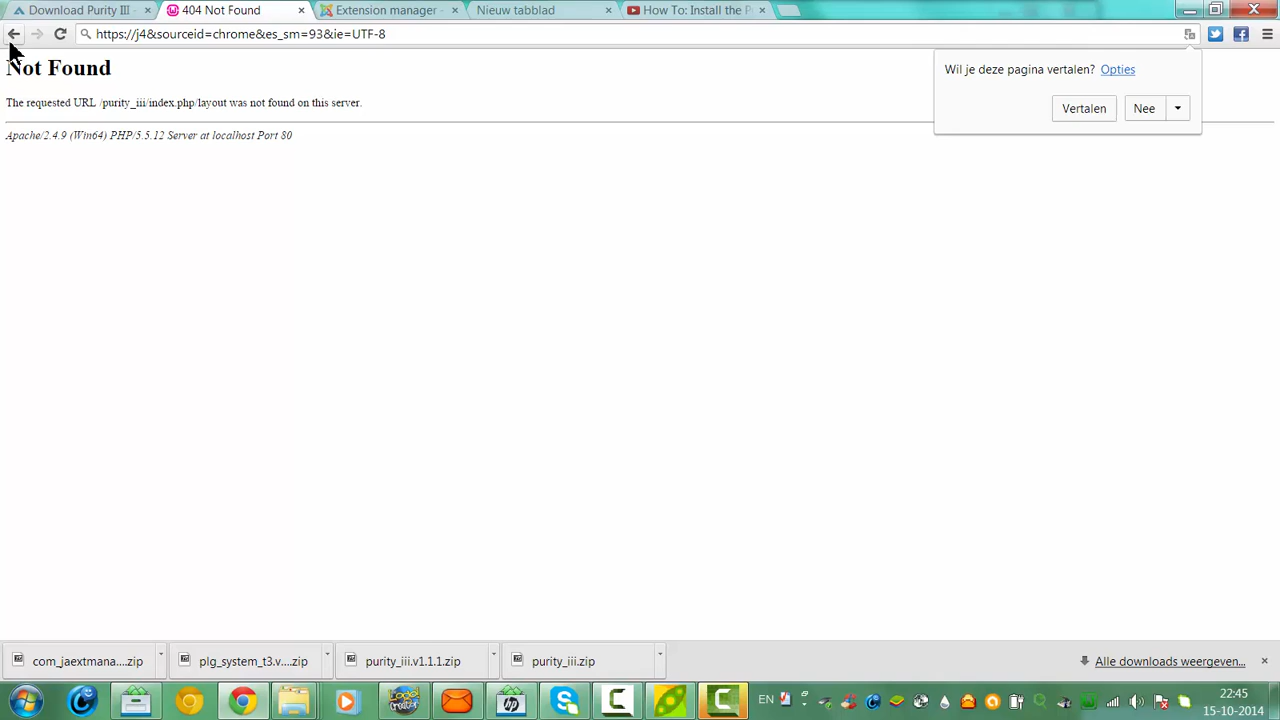 Download Purity III -
404 Not Found
Extension manager -
Nieuw tabblad
How To: Install the P
https://j4&sourceid=chrome&es_sm=93&ie=UTF-8
Not Found
The requested URL /purity_iii/index.php/layout was not found on this server.
Apache/2.4.9 (Win64) PHP/5.5.12 Server at localhost Port 80
Wil je deze pagina vertalen? Opties
Vertalen
Nee
com_jaextmana....zip
plg_system_t3.v....zip
purity_iii.v1.1.1.zip
purity_iii.zip
Alle downloads weergeven...
EN
22:45
15-10-2014